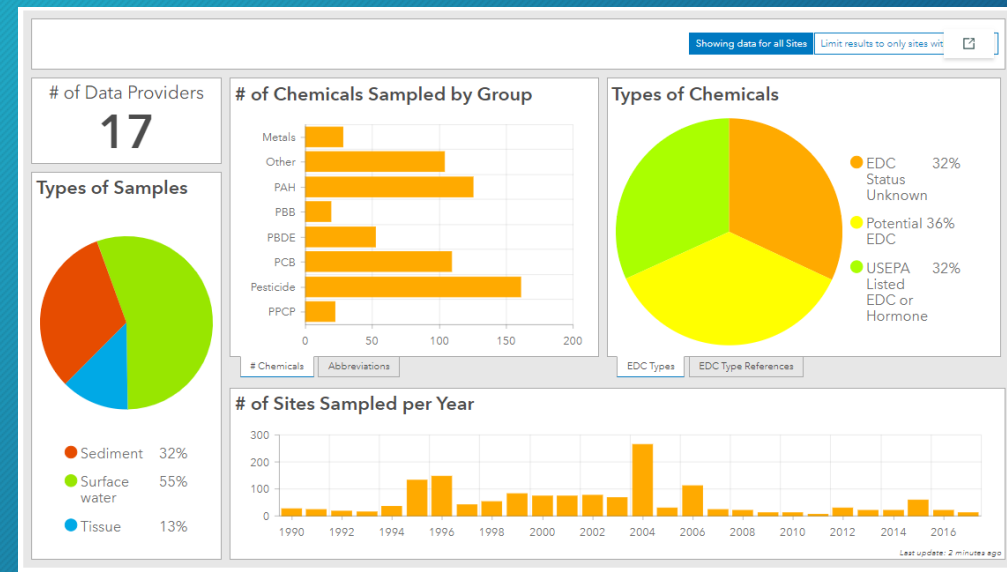 Showing data for all Sites
Limit results to only sites wit
# of Data Providers
17
Types of Samples
Sediment 32%
Surface 55%
water
Tissue 13%
# of Chemicals Sampled by Group
Metals
Other
PAH
PBB
PBDE
PCB
Pesticide
PPCP
0 50 100 150 200
# Chemicals
Abbreviations
Types of Chemicals
EDC 32%
Status
Unknown
Potential 36%
EDC
USEPA 32%
Listed
EDC or
Hormone
EDC Types
EDC Type References
# of Sites Sampled per Year
300
200
100
0
1990 1992 1994 1996 1998 2000 2002 2004 2006 2008 2010 2012 2014 2016
Last update: 2 minutes ago